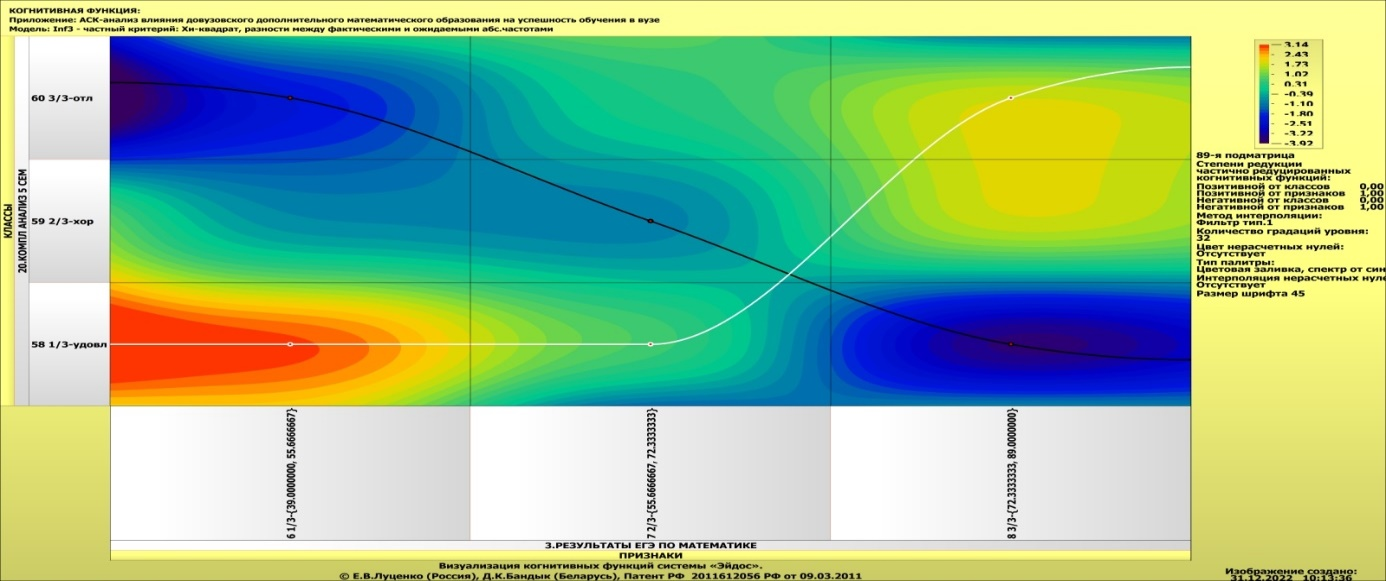 КОГНИТИВНАЯ ФУНКЦИЯ:
Приложение: АСК-анализ влияния довузовского дополнительного математического образования на успешность обучения в вузе
Модель: Inf3 - частный критерий: Хи-квадрат, разности между фактическими и ожидаемыми абс.частотами
КЛАССЫ
20.КОМПЛ АНАЛИЗ 5 СЕМ
60 3/3-отл
59 2/3-хор
58 1/3-удовл
3.14
2.43
1.73
1.02
0.31
-0.39
-1.10
-1.80
-2.51
-3.22
-3.92
89-я подматрица
Степени редукции
частично редуцированных
когнитивных функций:
Позитивной от классов 0,00
Позитивной от признаков 1,00
Негативной от классов 0,00
Негативной от признаков 1,00
Метод интерполяции:
Фильтр тип.1
Количество градаций уровня:
32
Цвет нерасчетных нулей:
Отсутствует
Тип палитры:
Цветовая заливка, спектр от син
Интерполяция нерасчетных нуле
Отсутствует
Размер шрифта 45
6 1/3-{39.0000000, 55.6666667}
7 2/3-{55.6666667, 72.3333333}
8 3/3-{72.3333333, 89.0000000}
3.РЕЗУЛЬТАТЫ ЕГЭ ПО МАТЕМАТИКЕ
ПРИЗНАКИ
Визуализация когнитивных функций системы «Эйдос».
© Е.В.Луценко (Россия), Д.К.Бандык (Беларусь), Патент РФ 2011612056 РФ от 09.03.2011
Изображение создано:
31.12.2022 10:13:36